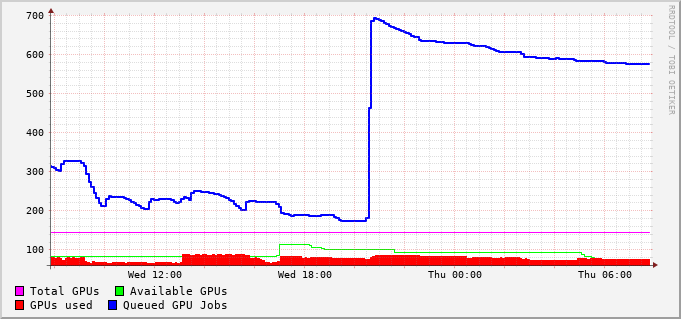 700
600
500
400
300
200
100
Wed 12:00 Wed 18:00 Thu 00:00 Thu 06:00
Total GPUs Available GPUs
GPUs used Queued GPU Jobs
RRDTOOL / TOBI OETIKER